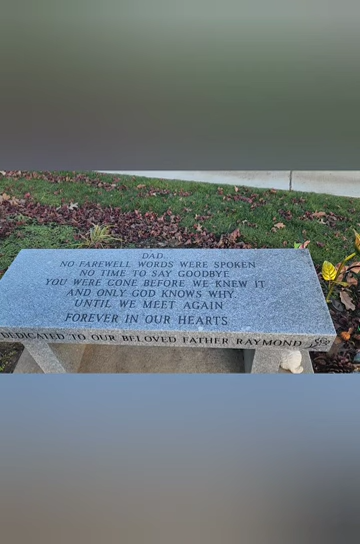 DAD
NO FAREWELL WORDS WERE SPOKEN
NO TIME TO SAY GOODBYE
YOU WERE GONE BEFORE WE KNEW IT
AND ONLY GOD KNOWS WHY
UNTIL WE MEET AGAIN
FOREVER IN OUR HEARTS
DEDICATED TO OUR BELOVED FATHER RAYMOND